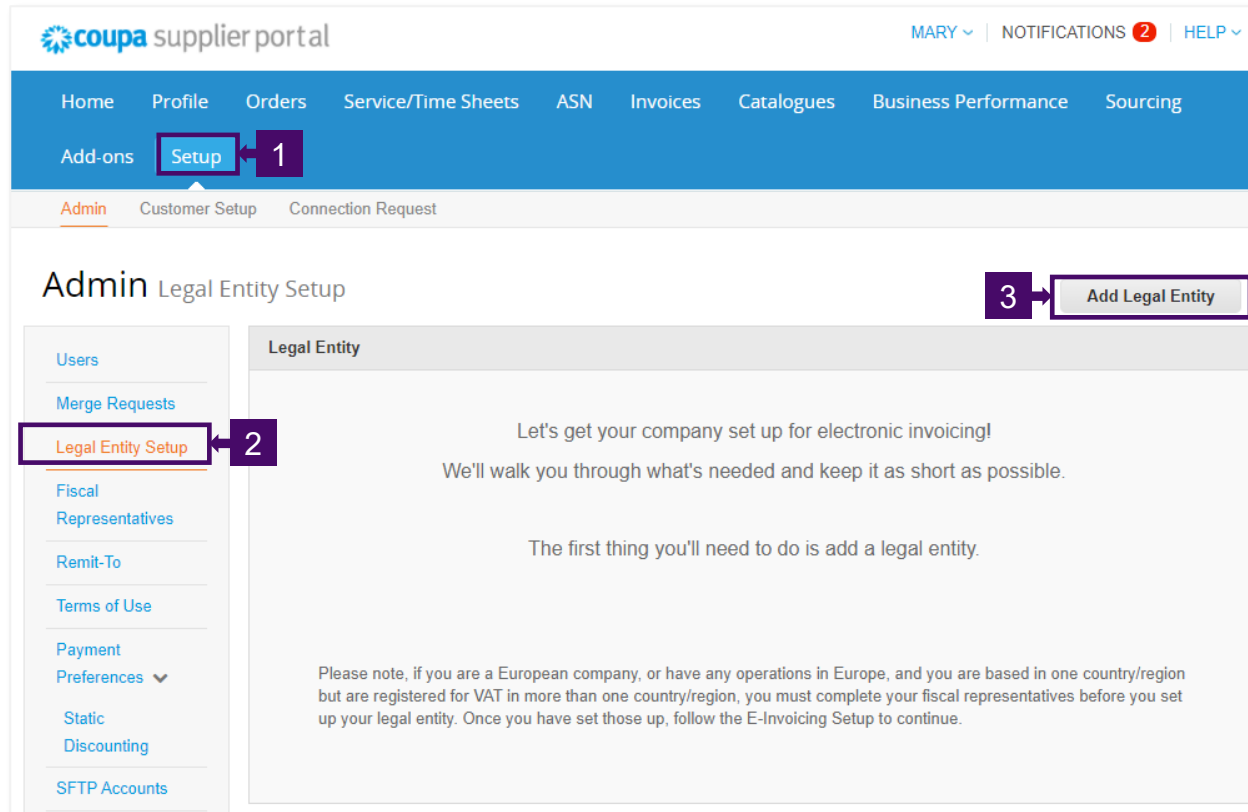 coupa supplier portal
MARY NOTIFICATIONS 2 HELP
Home Profile Orders Service/Time Sheets ASN Invoices Catalogues Business Performance Sourcing
Add-ons Setup 1
Admin Customer Setup Connection Request
Admin Legal Entity Setup
3 Add Legal Entity
Users
Merge Requests
Legal Entity Setup 2
Fiscal
Representatives
Remit-To
Terms of Use
Payment
Preferences
Static
Discounting
SFTP Accounts
Legal Entity
Let's get your company set up for electronic invoicing!
We'll walk you through what's needed and keep it as short as possible.
The first thing you'll need to do is add a legal entity.
Please note, if you are a European company, or have any operations in Europe, and you are based in one country/region
but are registered for VAT in more than one country/region, you must complete your fiscal representatives before you set
up your legal entity. Once you have set those up, follow the E-Invoicing Setup to continue.